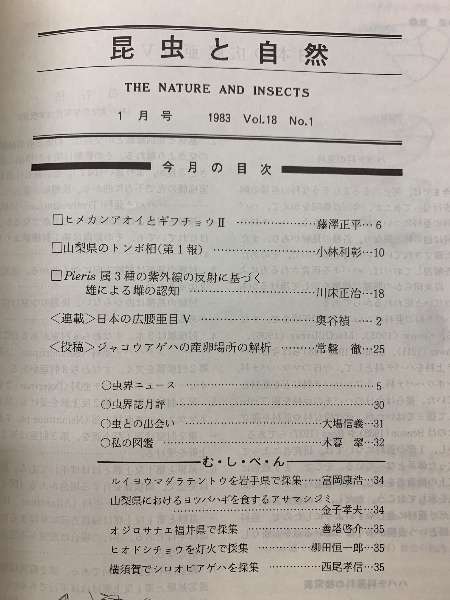 昆虫と自然
THE NATURE AND INSECTS
1月号 1983 Vol.18 No.1
今月の目次
□ヒメカンアオイとギフチョウⅡ…………藤澤正平…6
□山梨県のトンボ相(第1報)…………小林利彰…10
□Pieris 属3種の紫外線の反射に基づく
雄による雌の認知…………川床正治…18
<連載>日本の広腰亜目Ⅴ…………奥谷禎一…2
<投稿>ジャコウアゲハの産卵場所の解析…………常盤 徹…25
○虫界ニュース…………5
○虫界誌月評…………30
○虫との出会い…………大場信義…31
○私の図鑑…………木暮 翠…32
む・し・べ・ん
ルイヨウマダラテントウを岩手県で採集……富岡康浩…34
山梨県におけるヨツバハギを食するアサマシジミ
…………金子孝夫…34
オジロサナエ福井県で採集…………善塔啓介…35
ヒオドシチョウを灯火で採集…………柳田恒一郎…35
横須賀でシロオビアゲハを採集…………西尾孝信…35